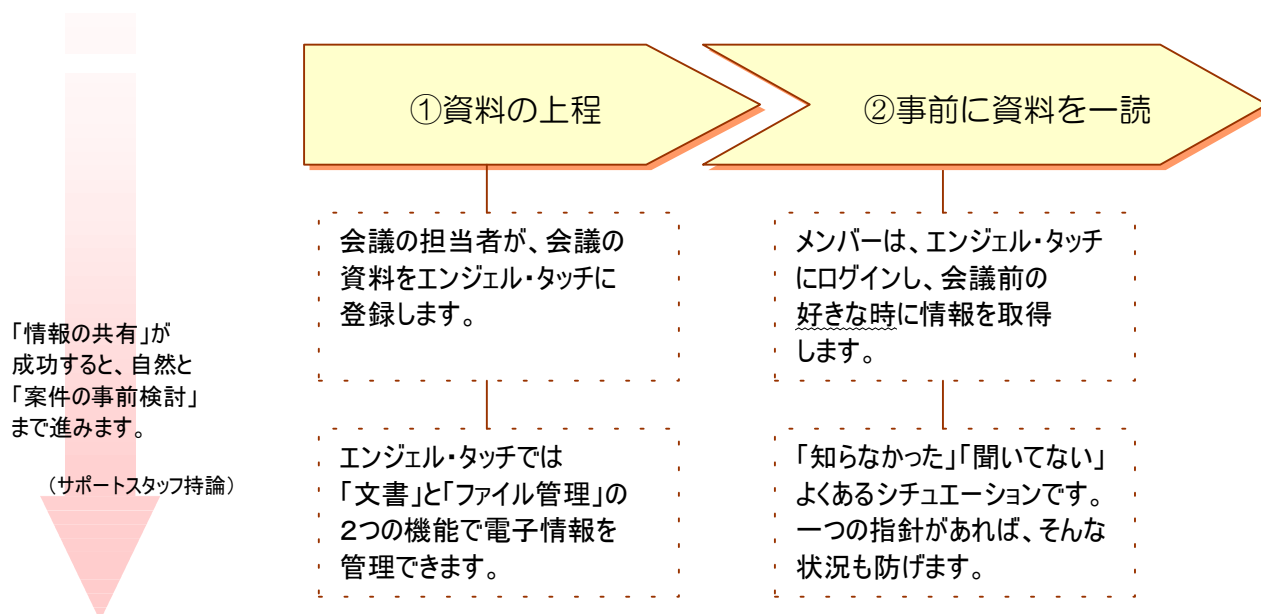 ①資料の上程
②事前に資料を一読
会議の担当者が、会議の
資料をエンジェル・タッチに
登録します。
メンバーは、エンジェル・タッチ
にログインし、会議前の
好きな時に情報を取得
します。
「情報の共有」が
成功すると、自然と
「案件の事前検討」
まで進みます。
（サポートスタッフ持論）
エンジェル・タッチでは
「文書」と「ファイル管理」の
２つの機能で電子情報を
管理できます。
「知らなかった」「聞いてない」
よくあるシチュエーションです。
一つの指針があれば、そんな
状況も防げます。